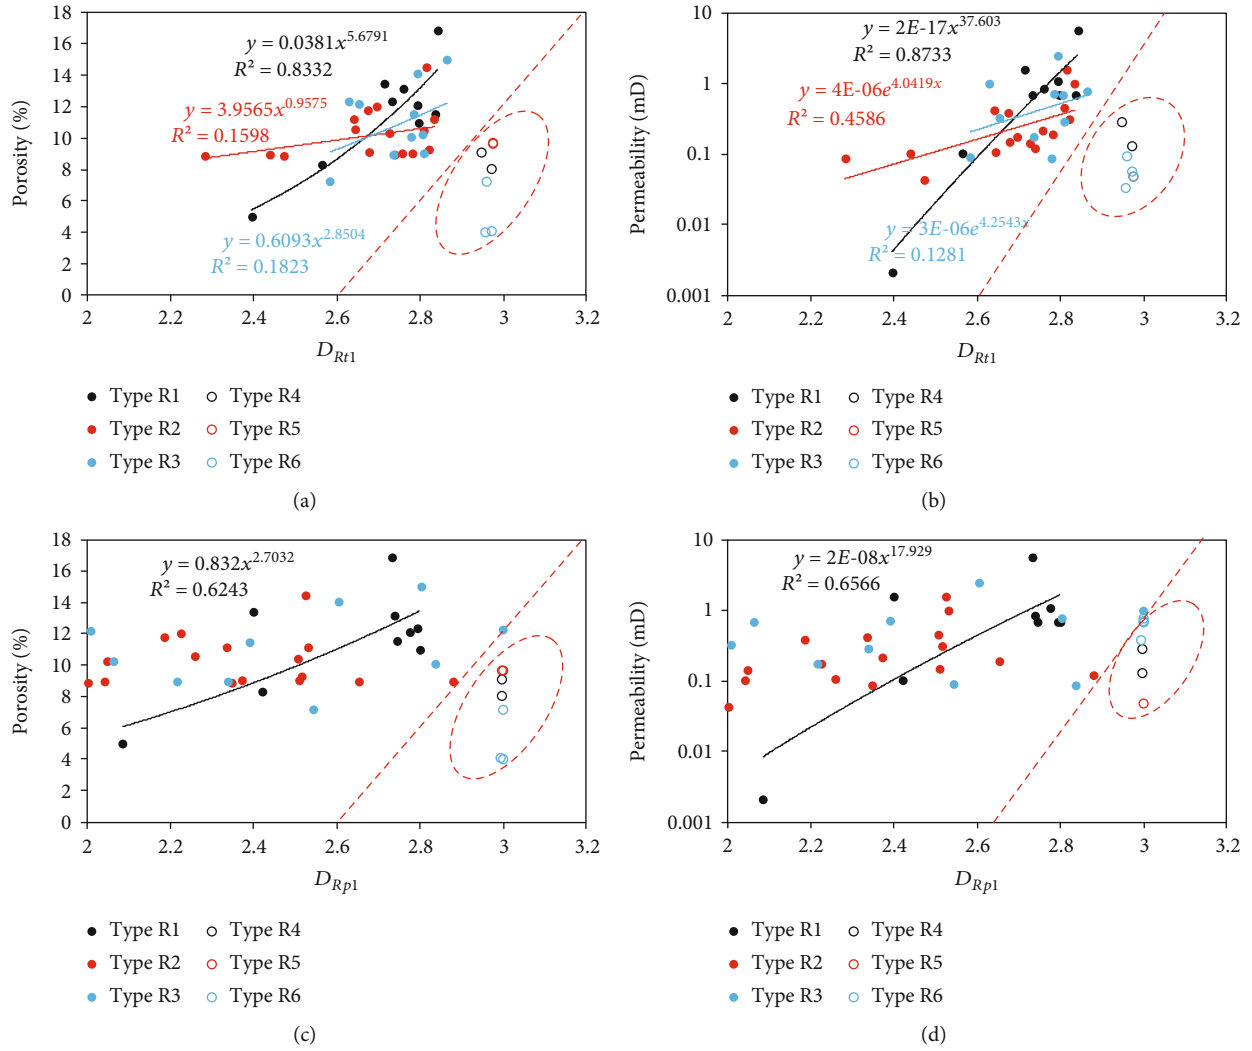 18
16
14
12
10
8
6
4
2
0
Porosity (%)
y = 0.0381x^5.6791
R² = 0.8332
y = 3.9565x^0.9575
R² = 0.1598
y = 0.6093x^2.8504
R² = 0.1823
2 2.2 2.4 2.6 2.8 3 3.2
D_Rt1
Type R1 Type R4
Type R2 Type R5
Type R3 Type R6
(a)
10
1
0.1
0.01
0.001
Permeability (mD)
y = 2E-17x^37.603
R² = 0.8733
y = 4E-06e^4.0419x
R² = 0.4586
y = 3E-06e^4.2543x
R² = 0.1281
2 2.2 2.4 2.6 2.8 3 3.2
D_Rt1
Type R1 Type R4
Type R2 Type R5
Type R3 Type R6
(b)
18
16
14
12
10
8
6
4
2
0
Porosity (%)
y = 0.832x^2.7032
R² = 0.6243
2 2.2 2.4 2.6 2.8 3 3.2
D_Rp1
Type R1 Type R4
Type R2 Type R5
Type R3 Type R6
(c)
10
1
0.1
0.01
0.001
Permeability (mD)
y = 2E-08x^17.929
R² = 0.6566
2 2.2 2.4 2.6 2.8 3 3.2
D_Rp1
Type R1 Type R4
Type R2 Type R5
Type R3 Type R6
(d)